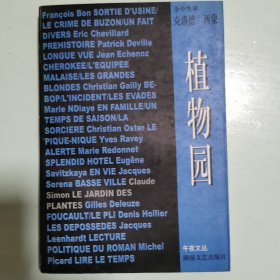 François Bon SORTIE D'USINE/
LE CRIME DE BUZON/UN FAIT
DIVERS Eric Chevillard
PREHISTOIRE Patrick Deville
LONGUE VUE Jean Echenoz
CHEROKEE/L'EQUIPEE
MALAISE/LES GRANDES
BLONDES Christian Gailly BE-
BOP/L'INCIDENT/LES EVADES
Marie NDiaye EN FAMILLE/UN
TEMPS DE SAISON/LA
SORCIERE Christian Oster LE
PIQUE-NIQUE Yves Ravey
ALERTE Marie Redonnet
SPLENDID HOTEL Eugène
Savitzkaya EN VIE Jacques
Serena BASSE VILLE Claude
Simon LE JARDIN DES
PLANTES Gilles Deleuze
FOUCAULT/LE PLI Denis Hollier
LES DEPOSSEDES Jacques
Leenhardt LECTURE
POLITIQUE DU ROMAN Michel
Picard LIRE LE TEMPS
余中先译
克洛德·西蒙
植物园
午夜文丛
湖南文艺出版社